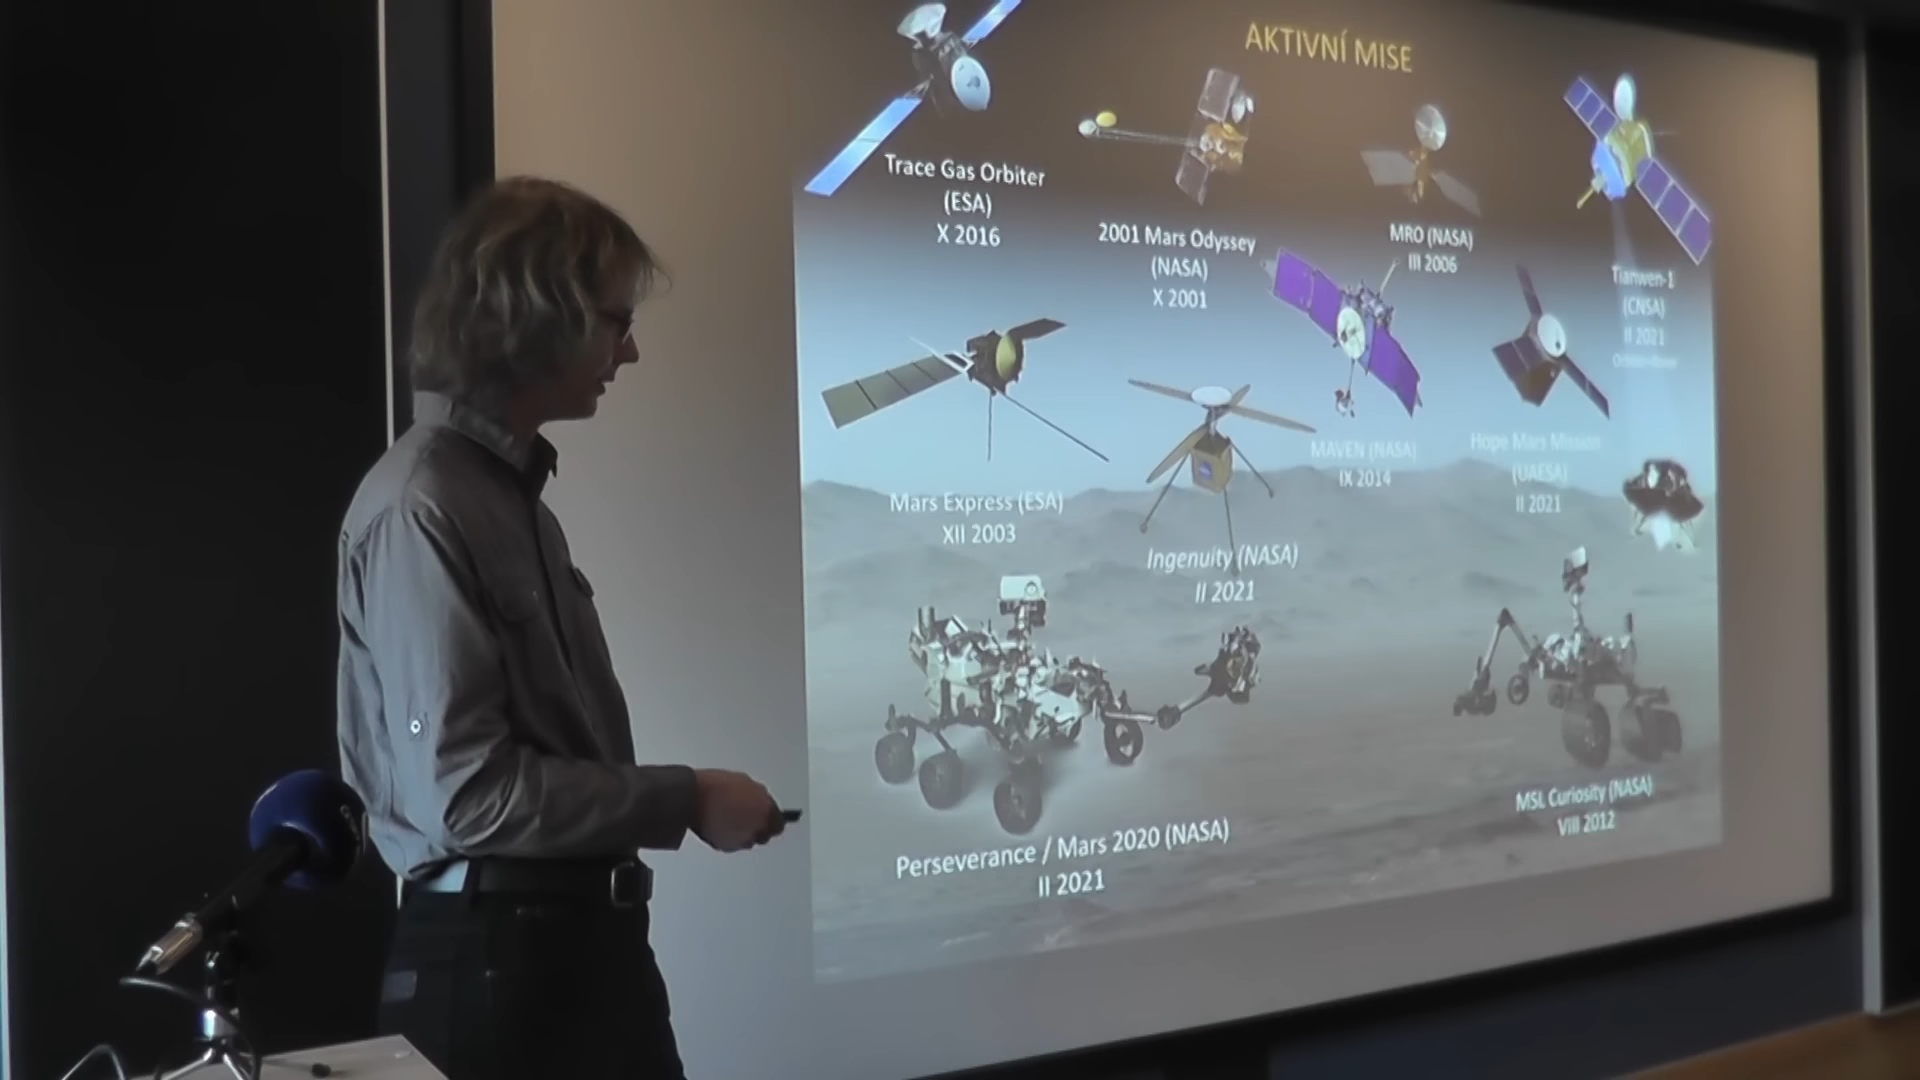 AKTIVNÍ MISE
Trace Gas Orbiter
(ESA)
X 2016
2001 Mars Odyssey
(NASA)
X 2001
MRO (NASA)
III 2006
Tianwen-1
(CNSA)
II 2021
Mars Express (ESA)
XII 2003
Ingenuity (NASA)
II 2021
MAVEN (NASA)
IX 2014
Hope Mars Mission
(UAESA)
II 2021
Perseverance / Mars 2020 (NASA)
II 2021
MSL Curiosity (NASA)
VIII 2012